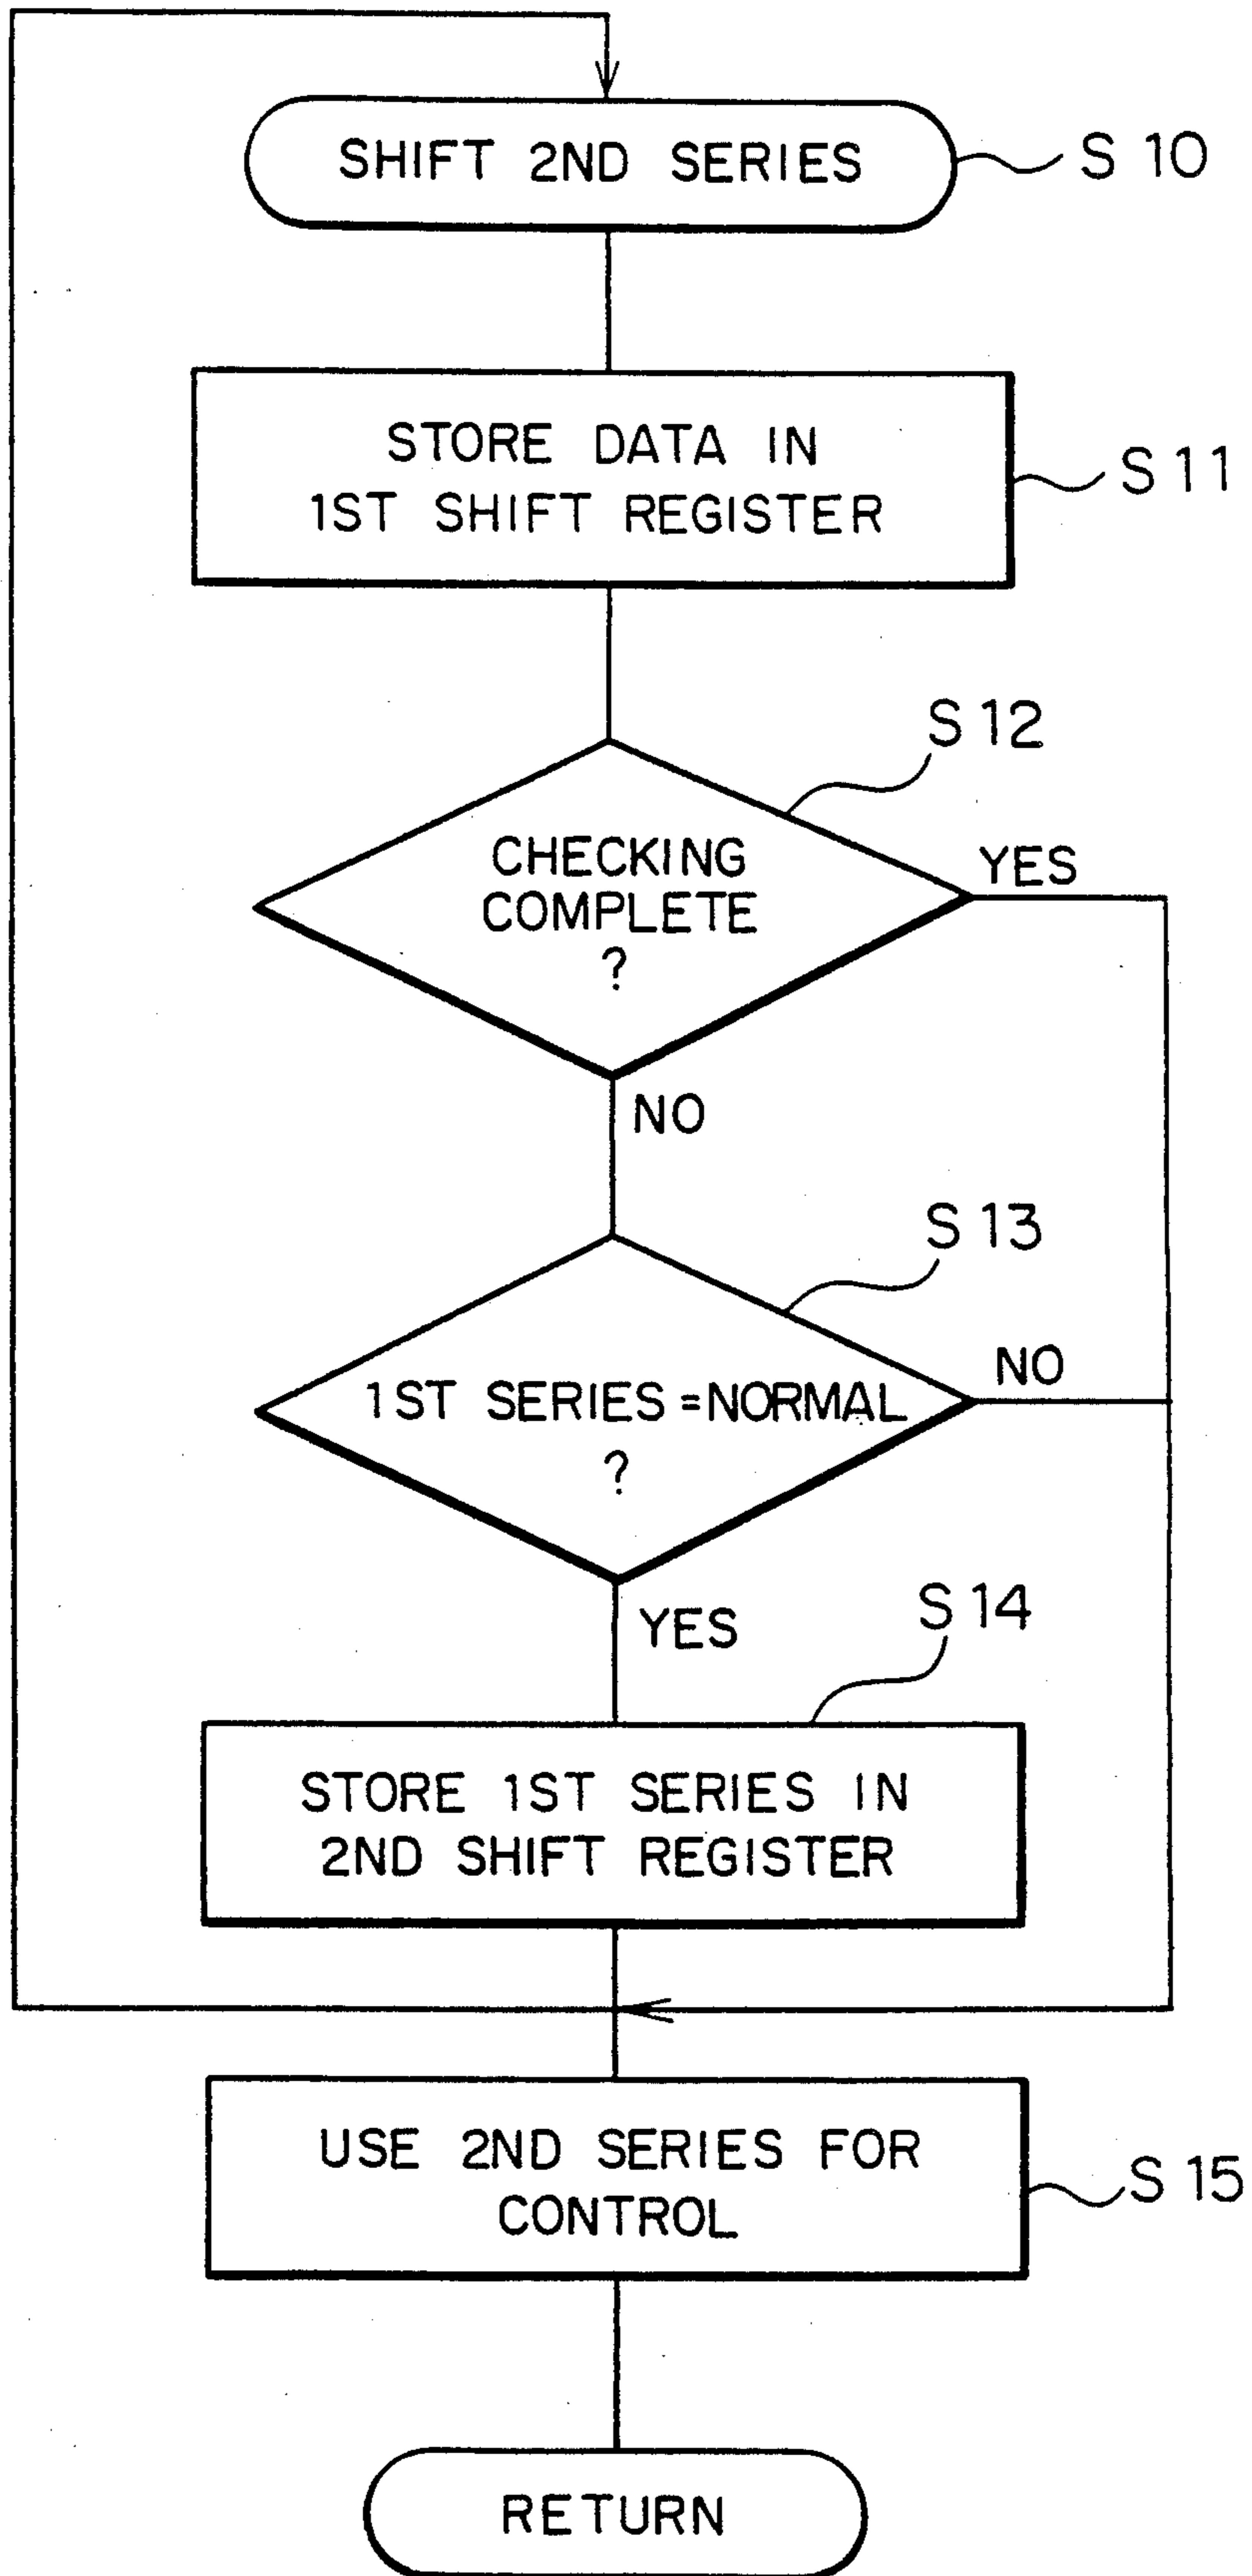 SHIFT 2ND SERIES
S 10
STORE DATA IN
1ST SHIFT REGISTER
S 11
S 12
CHECKING
COMPLETE
?
YES
NO
S 13
1ST SERIES = NORMAL
?
NO
YES
S 14
STORE 1ST SERIES IN
2ND SHIFT REGISTER
USE 2ND SERIES FOR
CONTROL
S 15
RETURN